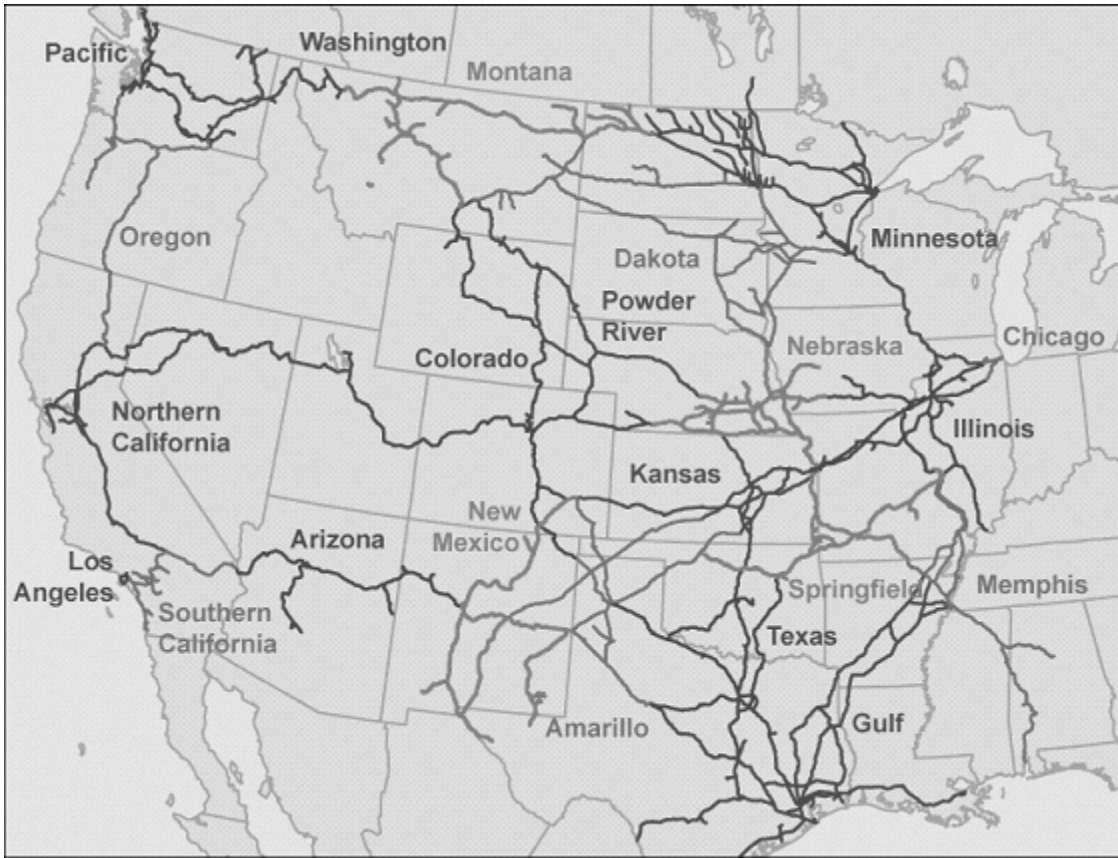 Pacific
Washington
Montana
Oregon
Minnesota
Dakota
Powder
River
Chicago
Nebraska
Colorado
Northern
California
Illinois
Kansas
New
Mexico
Arizona
Los
Angeles
Springfield
Memphis
Southern
California
Texas
Amarillo
Gulf